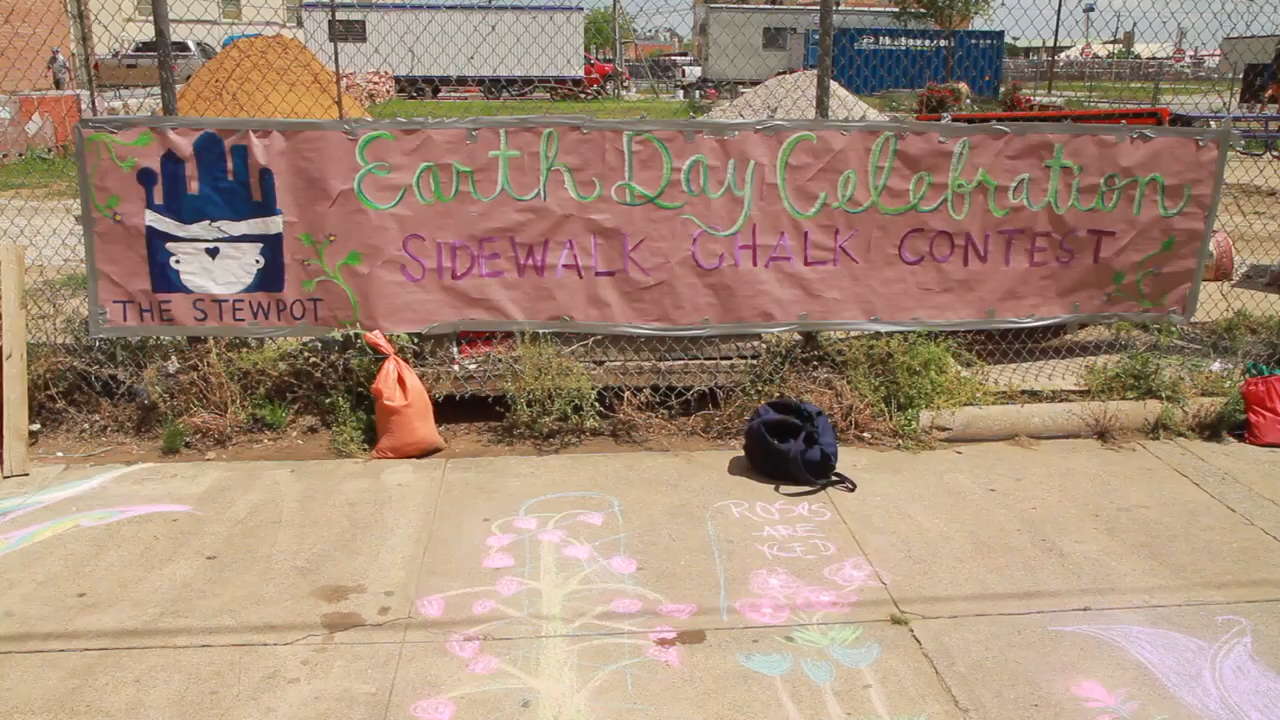 Earth Day Celebration
SIDEWALK CHALK CONTEST
THE STEWPOT
ROSES
ARE
RED